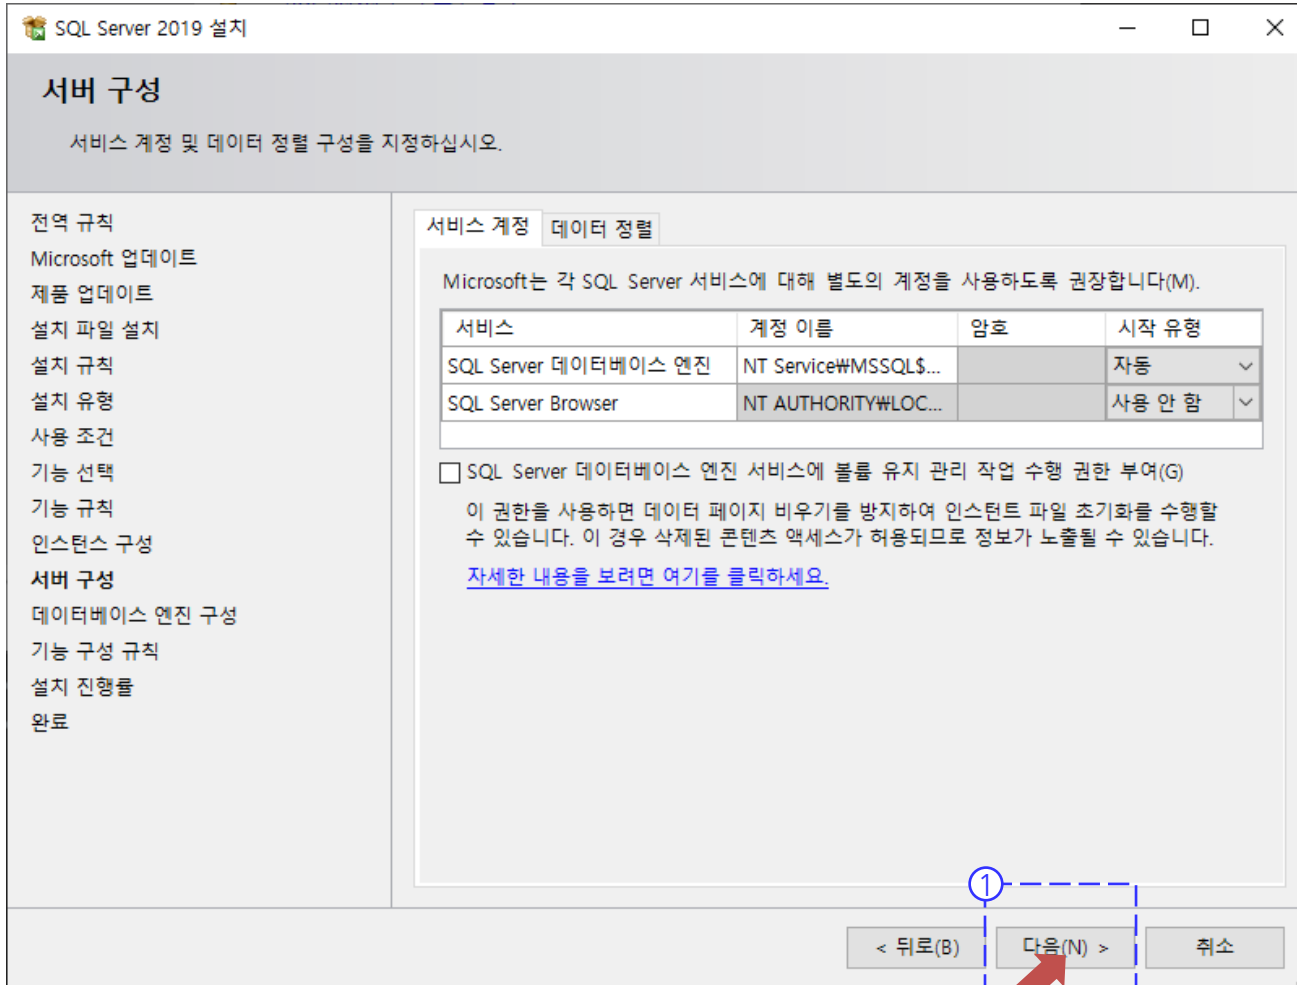 SQL Server 2019 설치
서버 구성
서비스 계정 및 데이터 정렬 구성을 지정하십시오.
전역 규칙
Microsoft 업데이트
제품 업데이트
설치 파일 설치
설치 규칙
설치 유형
사용 조건
기능 선택
기능 규칙
인스턴스 구성
서버 구성
데이터베이스 엔진 구성
기능 구성 규칙
설치 진행률
완료
서비스 계정 데이터 정렬
Microsoft는 각 SQL Server 서비스에 대해 별도의 계정을 사용하도록 권장합니다(M).
서비스 계정 이름 암호 시작 유형
SQL Server 데이터베이스 엔진 NT Service₩MSSQL$... 자동
SQL Server Browser NT AUTHORITY₩LOC... 사용 안 함
SQL Server 데이터베이스 엔진 서비스에 볼륨 유지 관리 작업 수행 권한 부여(G)
이 권한을 사용하면 데이터 페이지 비우기를 방지하여 인스턴트 파일 초기화를 수행할
수 있습니다. 이 경우 삭제된 콘텐츠 액세스가 허용되므로 정보가 노출될 수 있습니다.
자세한 내용을 보려면 여기를 클릭하세요.
①
< 뒤로(B) 다음(N) > 취소